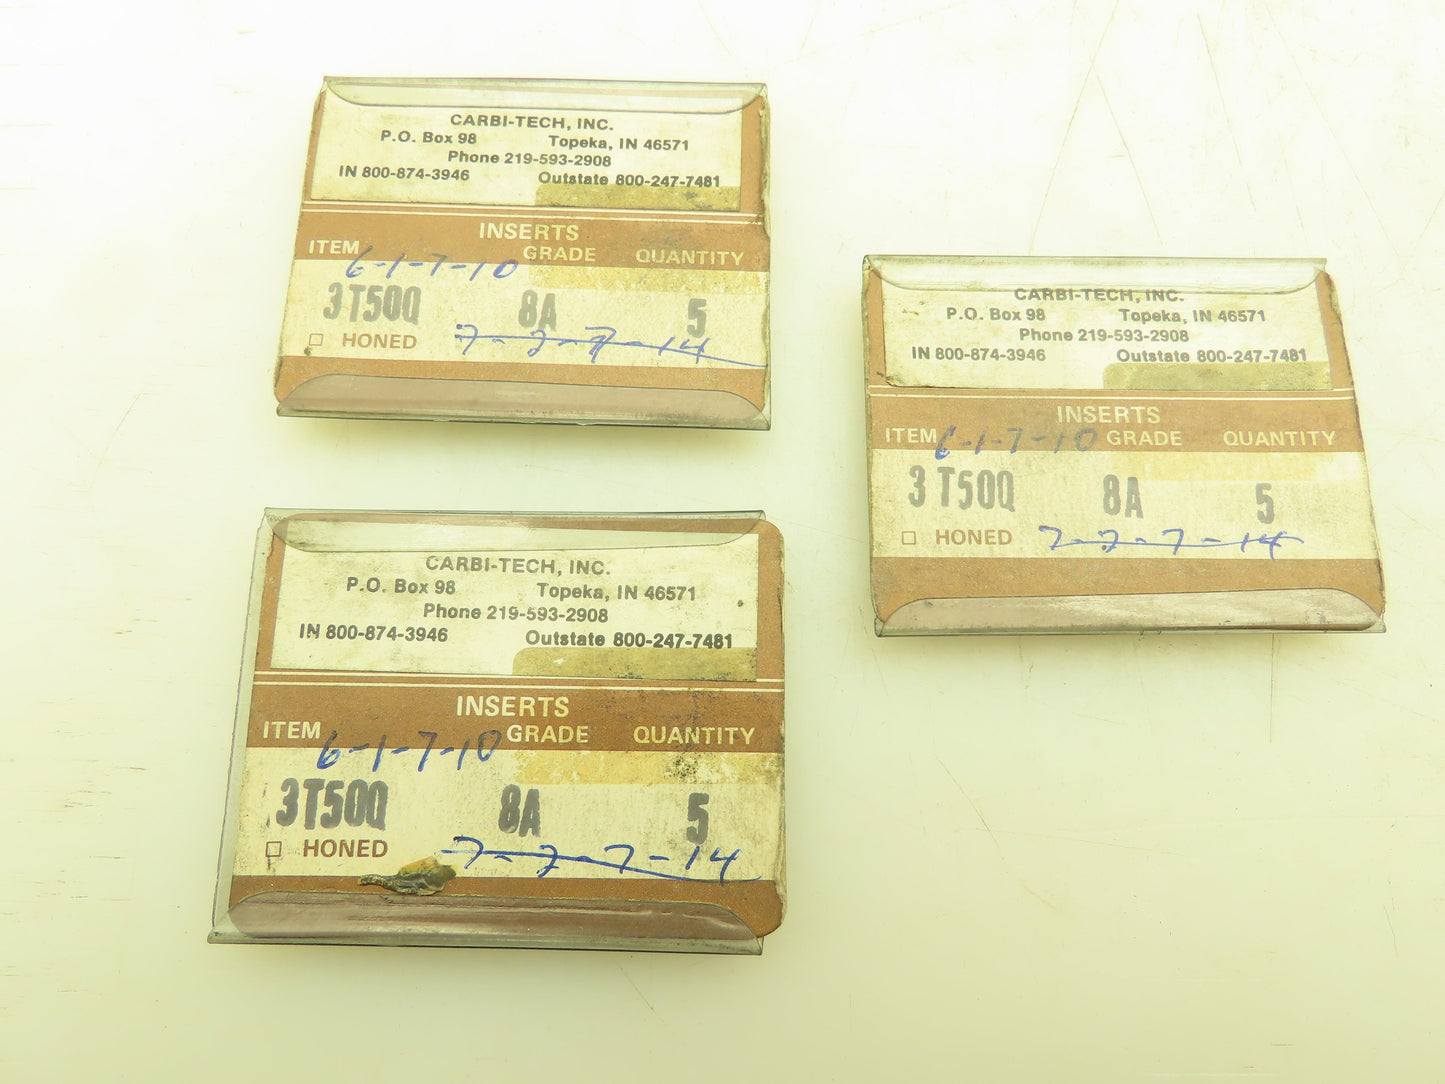 CARBI-TECH, INC.
P.O. Box 98 Topeka, IN 46571
Phone 219-593-2908
IN 800-874-3946 Outstate 800-247-7481
INSERTS
ITEM GRADE QUANTITY
6-1-7-10
3T50Q 8A 5
□ HONED 7-7-7-14
CARBI-TECH, INC.
P.O. Box 98 Topeka, IN 46571
Phone 219-593-2908
IN 800-874-3946 Outstate 800-247-7481
INSERTS
ITEM 6-1-7-10 GRADE QUANTITY
3T50Q 8A 5
□ HONED 7-7-7-14
CARBI-TECH, INC.
P.O. Box 98 Topeka, IN 46571
Phone 219-593-2908
IN 800-874-3946 Outstate 800-247-7481
INSERTS
ITEM GRADE QUANTITY
6-1-7-10
3T50Q 8A 5
□ HONED 7-7-7-14